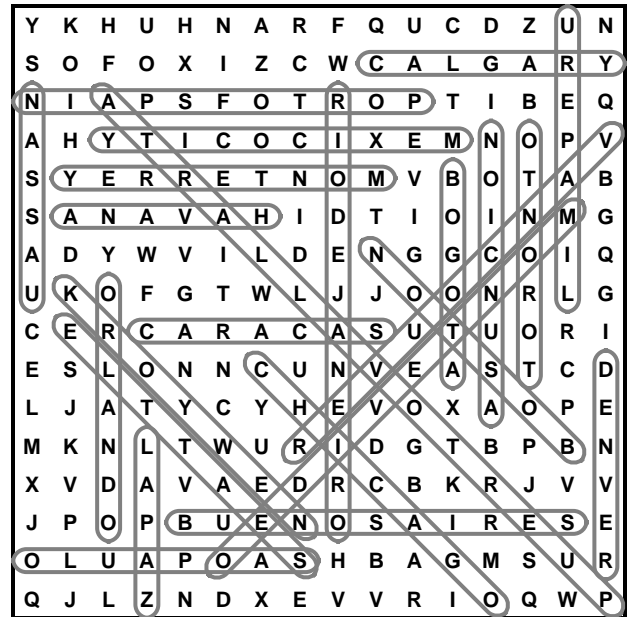 Y K H U H N A R F Q U C D Z U N
S O F O X I Z C W C A L G A R Y
N I A P S F O T R O P T I B E Q
A H Y T I C O C I X E M N O P V
S Y E R R E T N O M V B O T A B
S A N A V A H I D T I O I N M G
A D Y W V I L D E N G G C O I Q
U K O F G T W L J J O O N R L G
C E R C A R A C A S U T U O R I
E S L O N N C U N V E A S T C D
L J A T Y C Y H E V O X A O P E
M K N L T W U R I D G T B P B N
X V D A V A E D R C B K R J V V
J P O P B U E N O S A I R E S E
O L U A P O A S H B A G M S U R
Q J L Z N D X E V V R I O Q W P